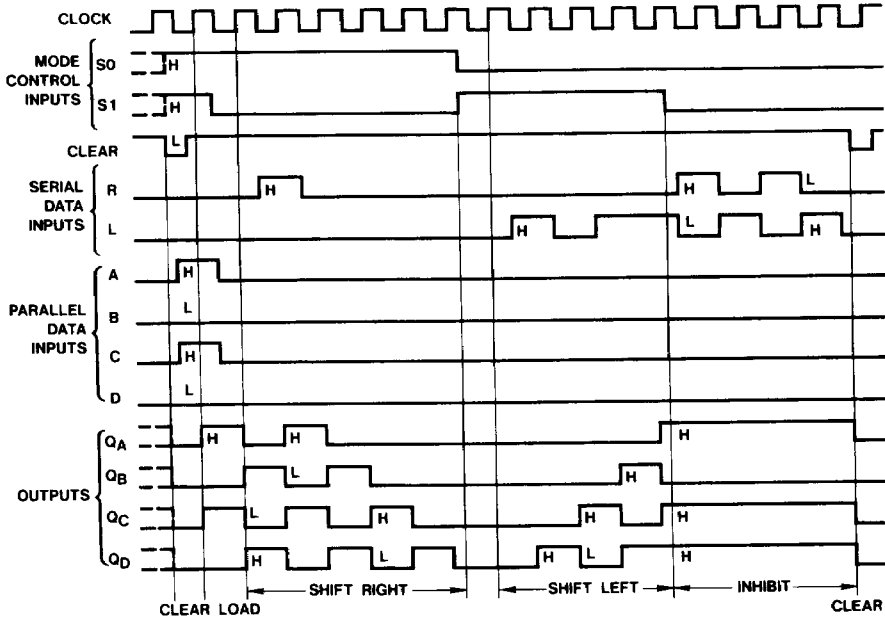 CLOCK
MODE
CONTROL
INPUTS
S0
H
S1
H
CLEAR
L
SERIAL
DATA
INPUTS
R
H
H
L
L
H
L
H
PARALLEL
DATA
INPUTS
A
H
B
L
C
H
D
L
OUTPUTS
QA
H
H
H
QB
L
H
QC
L
H
H
H
QD
H
L
H
L
H
SHIFT RIGHT
SHIFT LEFT
INHIBIT
CLEAR LOAD
CLEAR